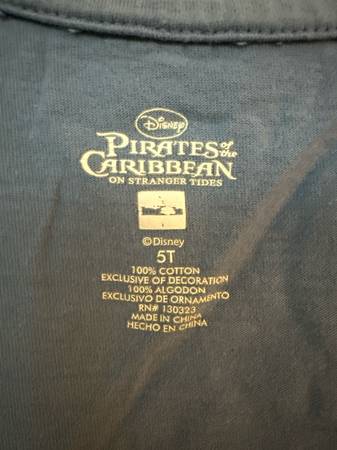 Disney
PIRATES of the
CARIBBEAN
ON STRANGER TIDES
©Disney
5T
100% COTTON
EXCLUSIVE OF DECORATION
100% ALGODON
EXCLUSIVO DE ORNAMENTO
RN# 130323
MADE IN CHINA
HECHO EN CHINA